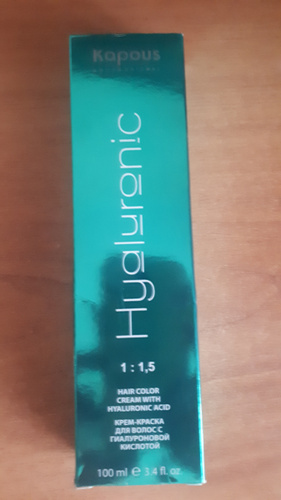 Kapous
PROFESSIONAL
Hyaluronic
1 : 1,5
HAIR COLOR
CREAM WITH
HYALURONIC ACID
КРЕМ-КРАСКА
ДЛЯ ВОЛОС С
ГИАЛУРОНОВОЙ
КИСЛОТОЙ
100 ml ℮ 3.4 fl. oz.